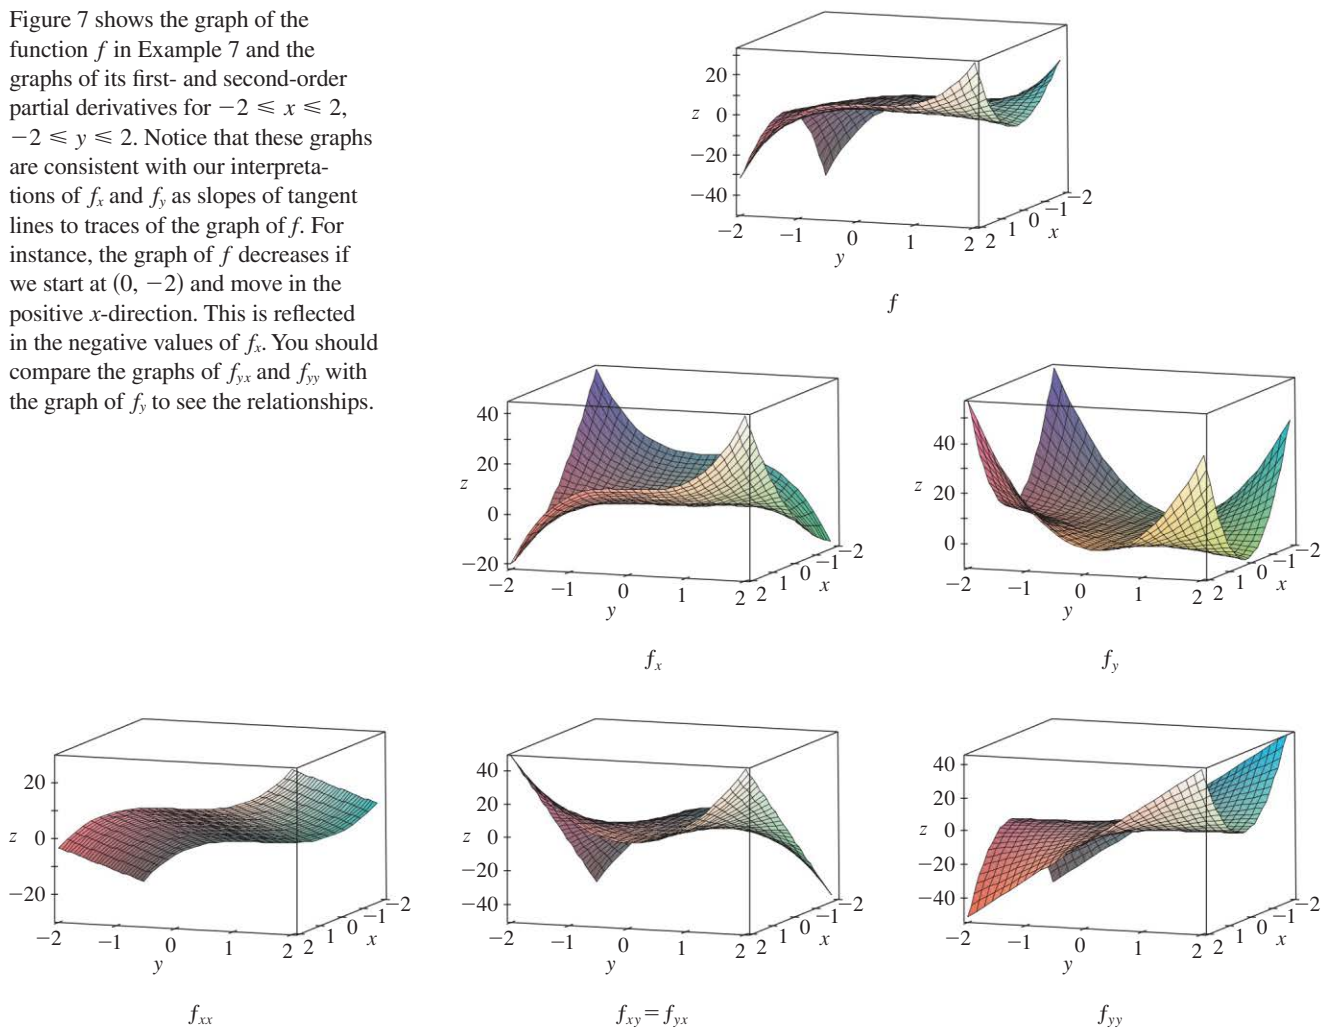 Figure 7 shows the graph of the
function f in Example 7 and the
graphs of its first- and second-order
partial derivatives for −2 ⩽ x ⩽ 2,
−2 ⩽ y ⩽ 2. Notice that these graphs
are consistent with our interpreta-
tions of fx and fy as slopes of tangent
lines to traces of the graph of f. For
instance, the graph of f decreases if
we start at (0, −2) and move in the
positive x-direction. This is reflected
in the negative values of fx. You should
compare the graphs of fyx and fyy with
the graph of fy to see the relationships.
20
z 0
−20
−40
−2 −1 0 1 2 2 1 0 −1 −2
y x
f
40
20
z
0
−20
−2 −1 0 1 2 2 1 0 −1 −2
y x
fx
40
z 20
0
−2 −1 0 1 2 2 1 0 −1 −2
y x
fy
20
z 0
−20
−2 −1 0 1 2 2 1 0 −1 −2
y x
fxx
40
20
z 0
−20
−40
−2 −1 0 1 2 2 1 0 −1 −2
y x
fxy = fyx
40
20
z 0
−20
−40
−2 −1 0 1 2 2 1 0 −1 −2
y x
fyy